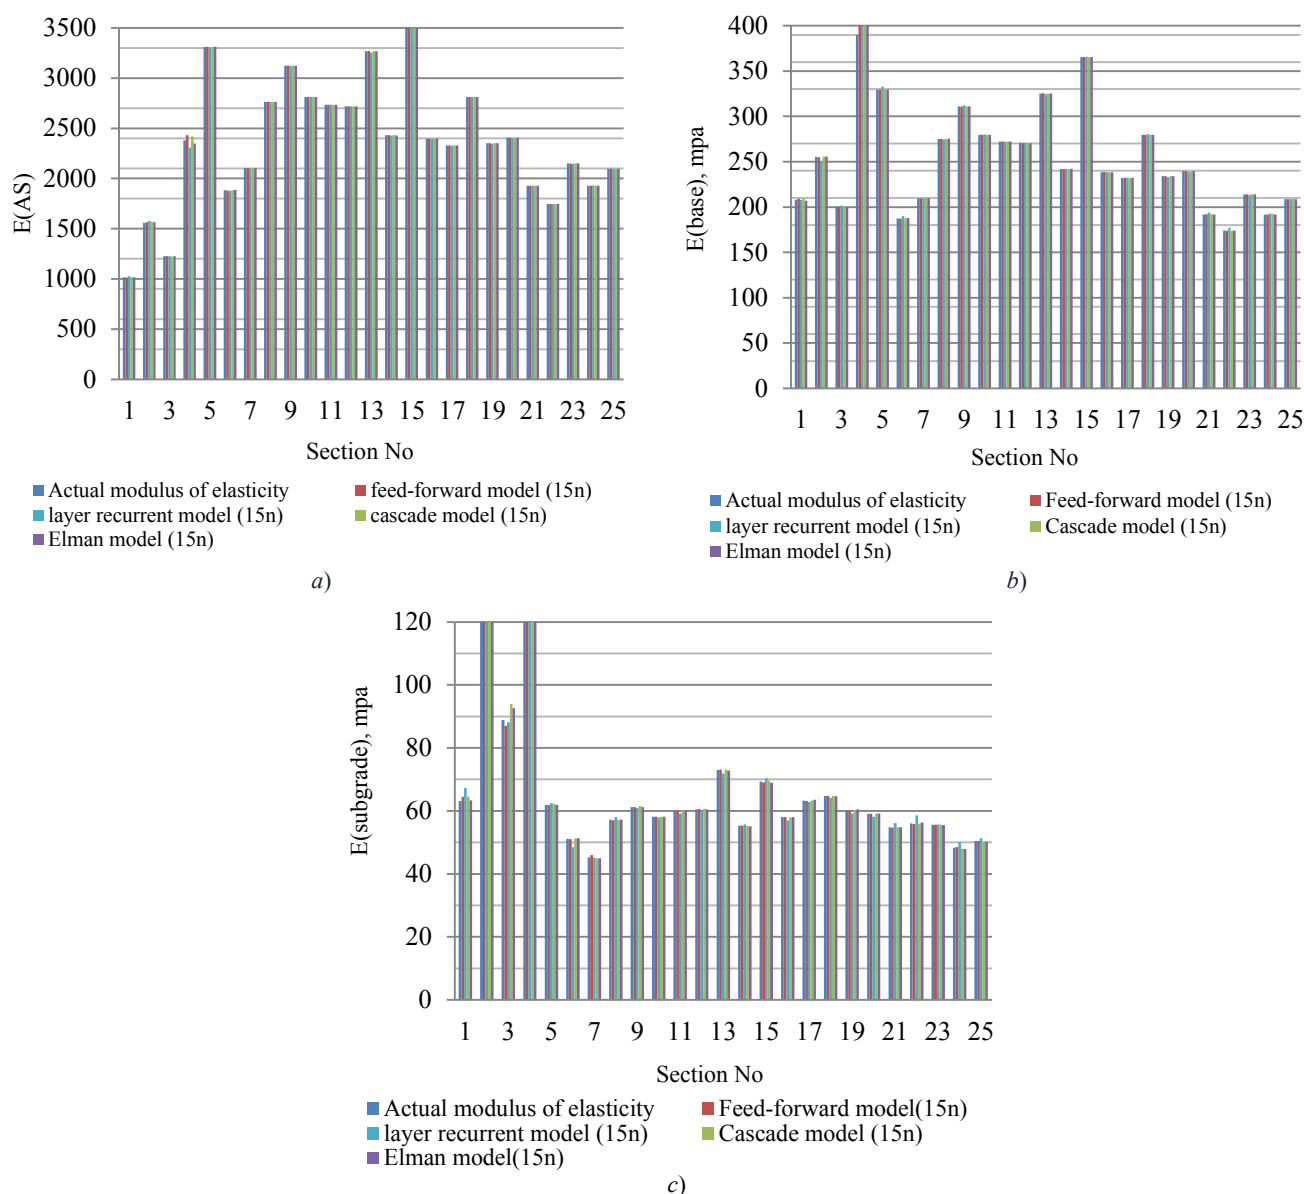 E(AS)
3500
3000
2500
2000
1500
1000
500
0
1 3 5 7 9 11 13 15 17 19 21 23 25
Section No
Actual modulus of elasticity feed-forward model (15n)
layer recurrent model (15n) cascade model (15n)
Elman model (15n)
a)
E(base), mpa
400
350
300
250
200
150
100
50
0
1 3 5 7 9 11 13 15 17 19 21 23 25
Section No
Actual modulus of elasticity Feed-forward model (15n)
layer recurrent model (15n) Cascade model (15n)
Elman model (15n)
b)
E(subgrade), mpa
120
100
80
60
40
20
0
1 3 5 7 9 11 13 15 17 19 21 23 25
Section No
Actual modulus of elasticity Feed-forward model(15n)
layer recurrent model (15n) Cascade model (15n)
Elman model(15n)
c)